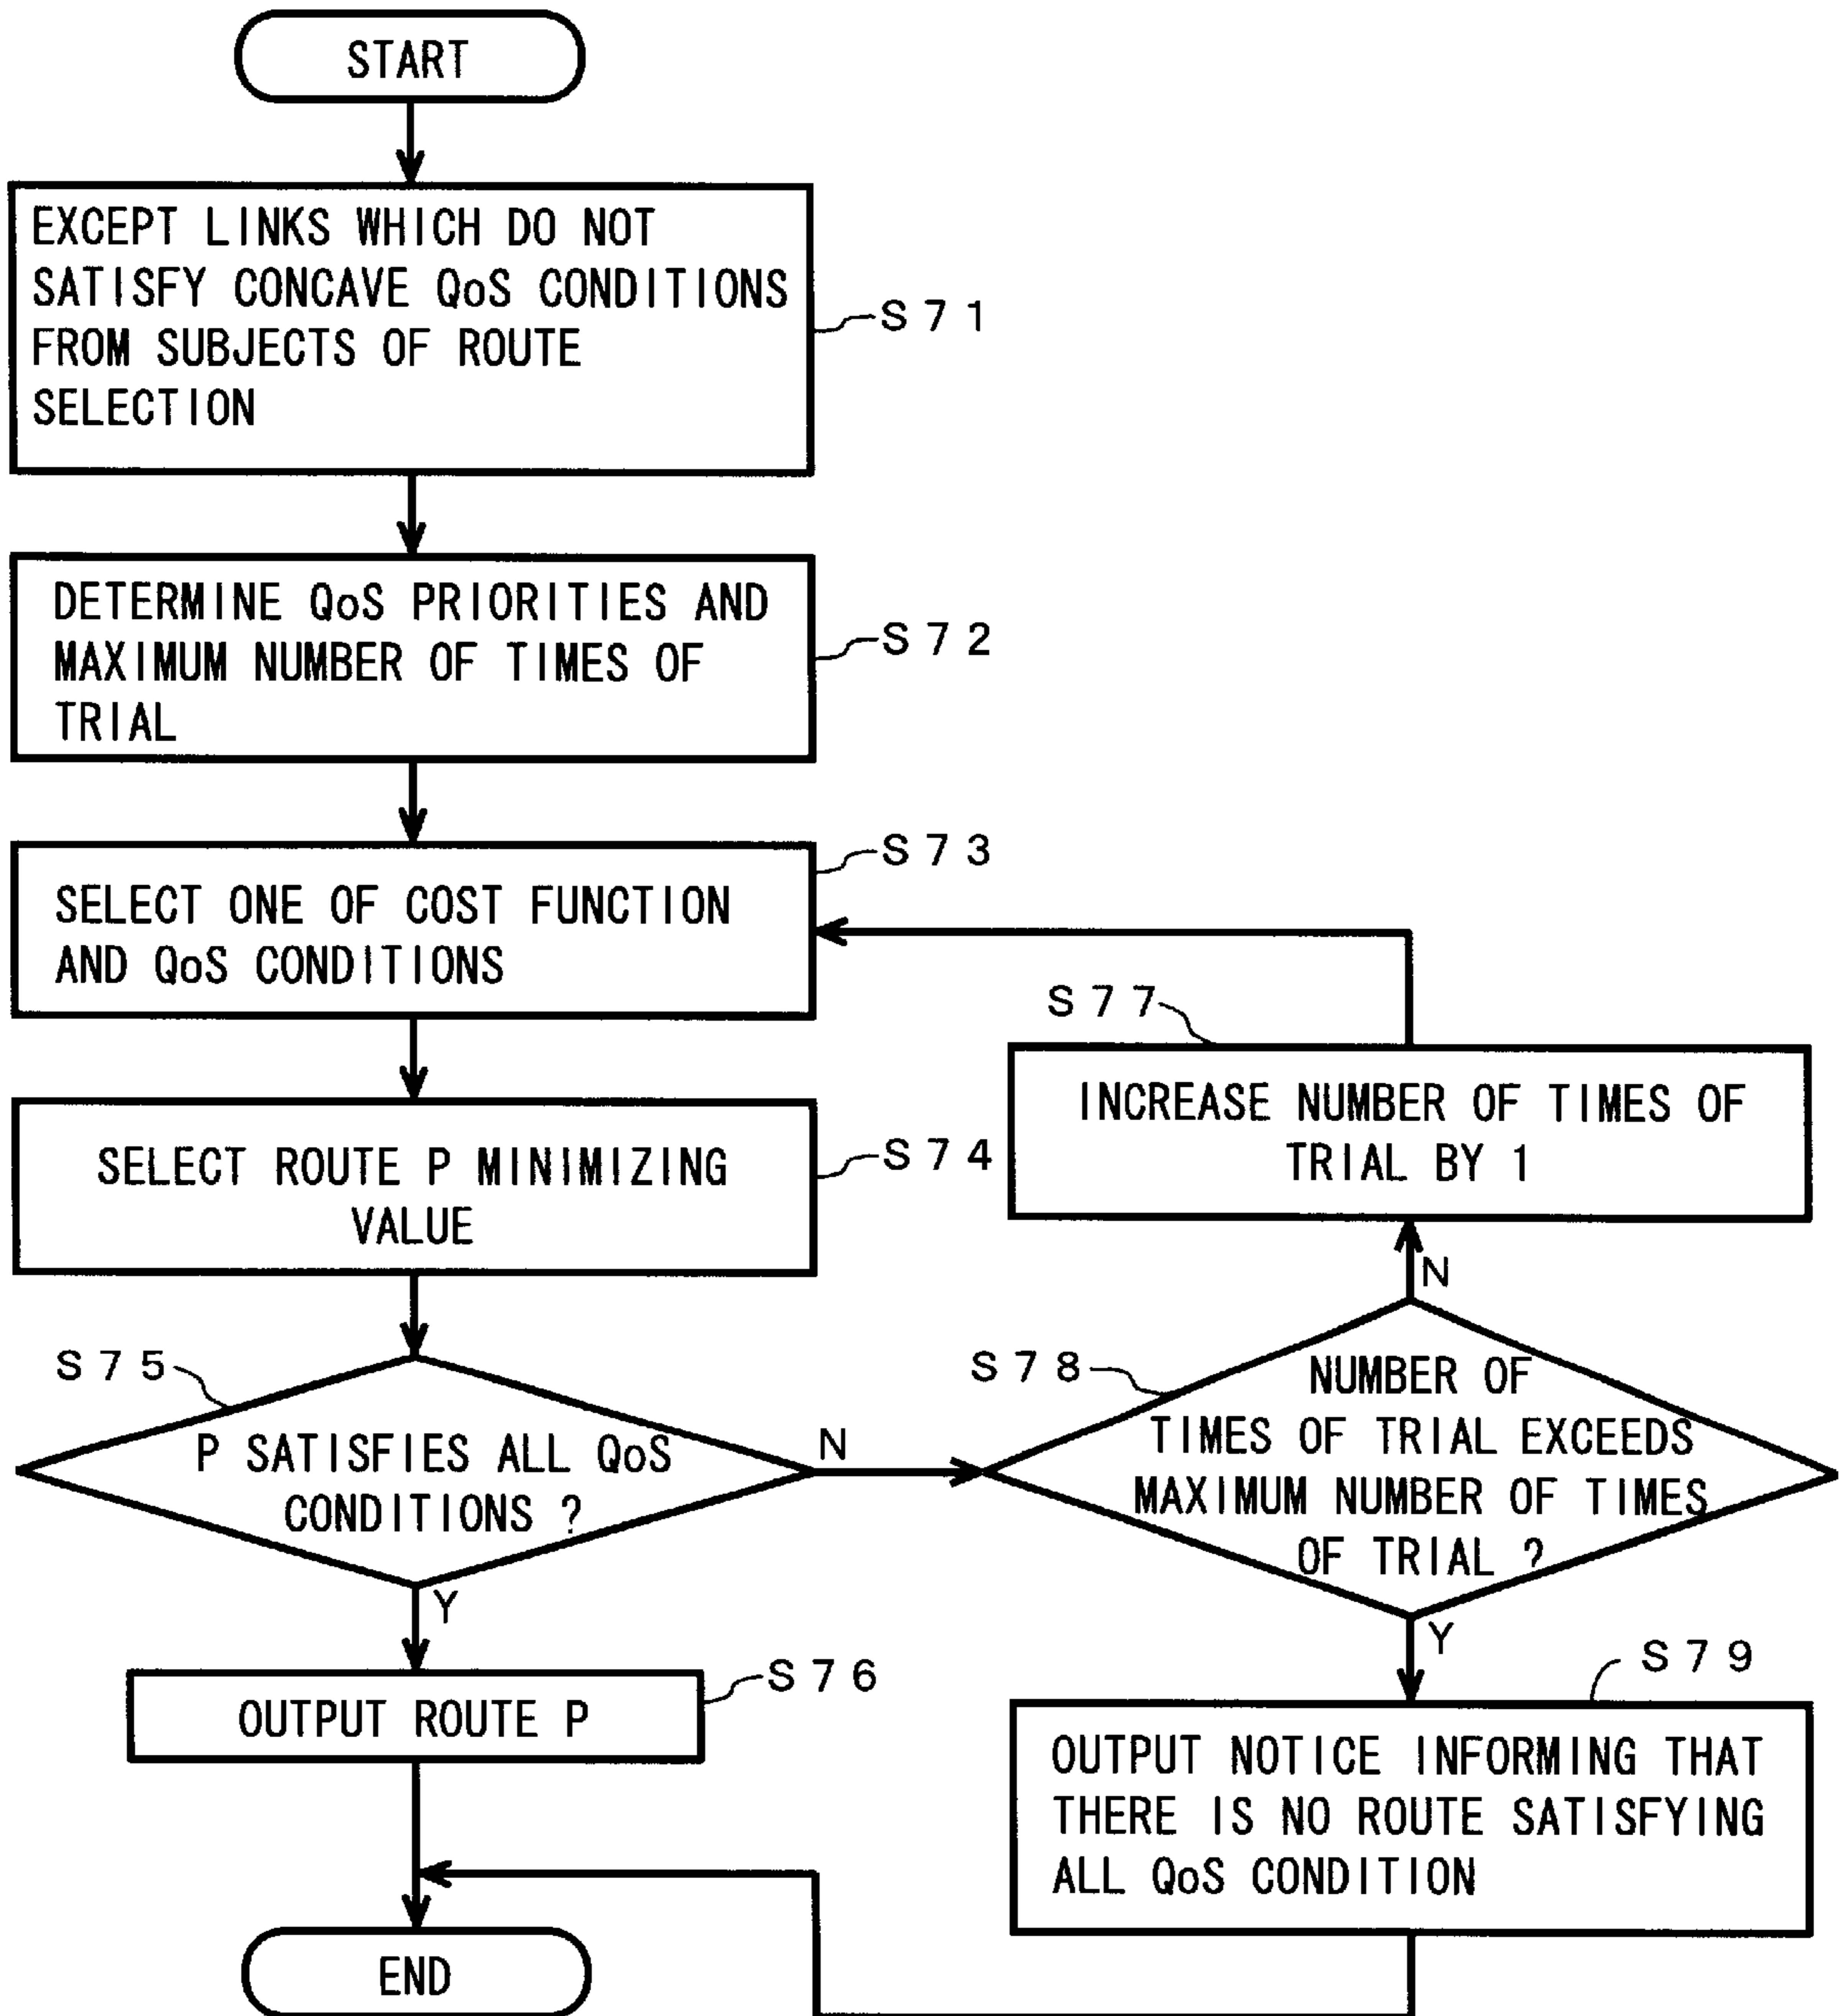 START
EXCEPT LINKS WHICH DO NOT
SATISFY CONCAVE QoS CONDITIONS
FROM SUBJECTS OF ROUTE
SELECTION
S71
DETERMINE QoS PRIORITIES AND
MAXIMUM NUMBER OF TIMES OF
TRIAL
S72
SELECT ONE OF COST FUNCTION
AND QoS CONDITIONS
S73
SELECT ROUTE P MINIMIZING
VALUE
S74
S75
P SATISFIES ALL QoS
CONDITIONS ?
N
Y
OUTPUT ROUTE P
S76
END
S77
INCREASE NUMBER OF TIMES OF
TRIAL BY 1
N
S78
NUMBER OF
TIMES OF TRIAL EXCEEDS
MAXIMUM NUMBER OF TIMES
OF TRIAL ?
Y
S79
OUTPUT NOTICE INFORMING THAT
THERE IS NO ROUTE SATISFYING
ALL QoS CONDITION